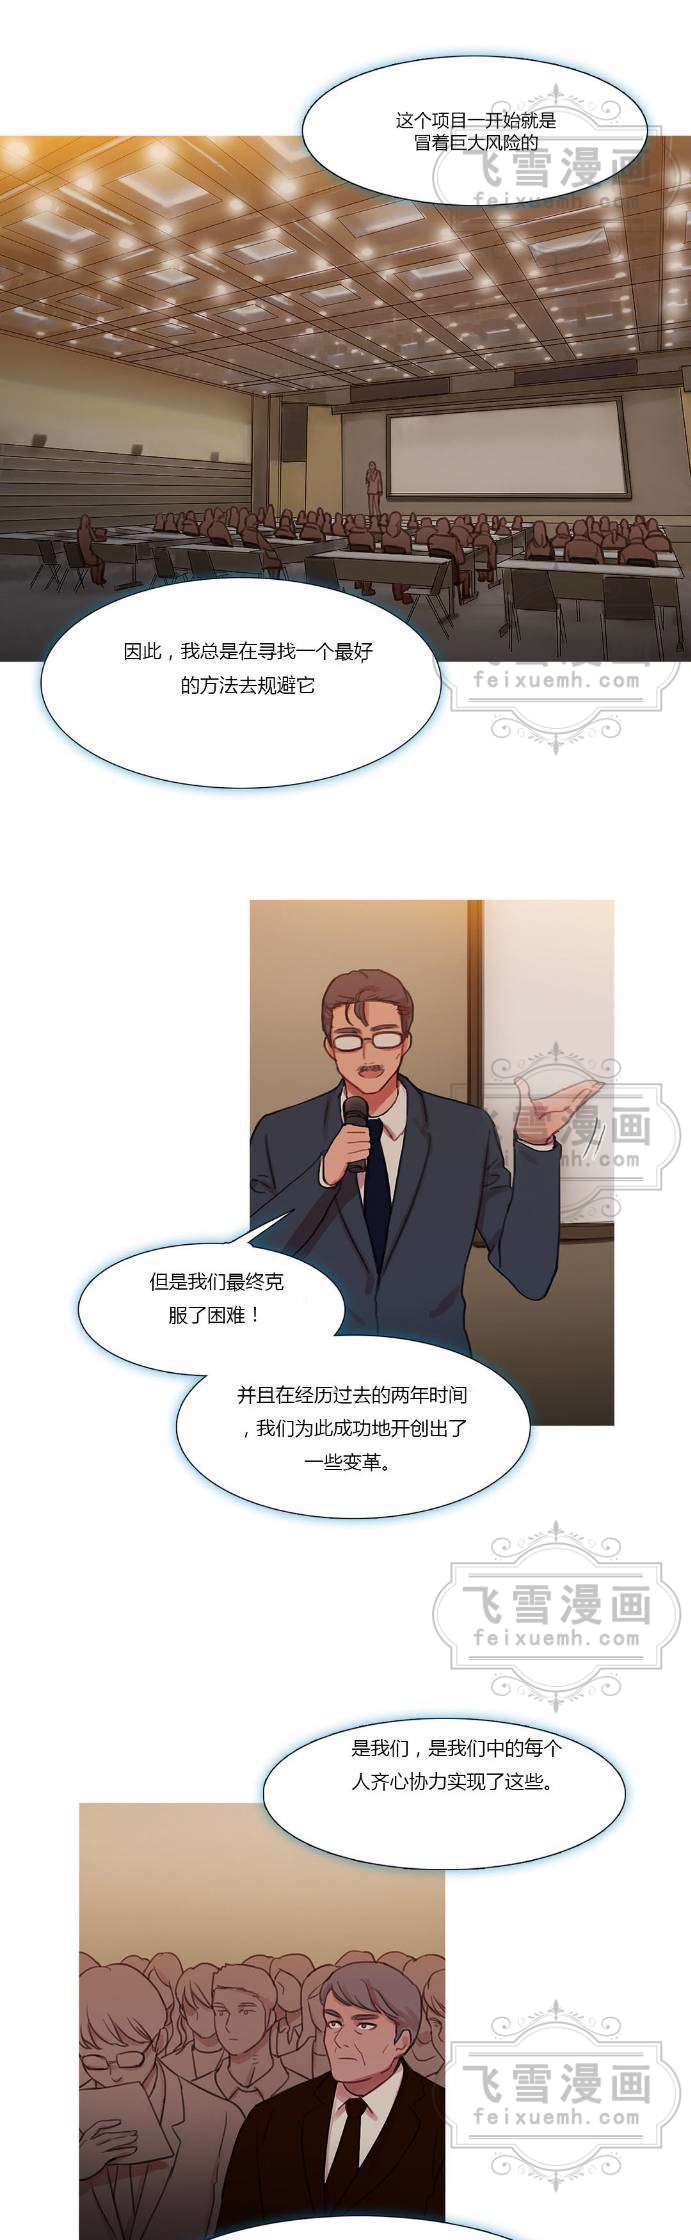 这个项目一开始就是
冒着巨大风险的
飞雪漫画
feixuemh.com
因此，我总是在寻找一个最好
的方法去规避它
飞雪漫画
feixuemh.com
飞雪漫画
feixuemh.com
但是我们最终克
服了困难！
并且在经历过去的两年时间
，我们为此成功地开创出了
一些变革。
飞雪漫画
feixuemh.com
是我们，是我们中的每个
人齐心协力实现了这些。
飞雪漫画
feixuemh.com